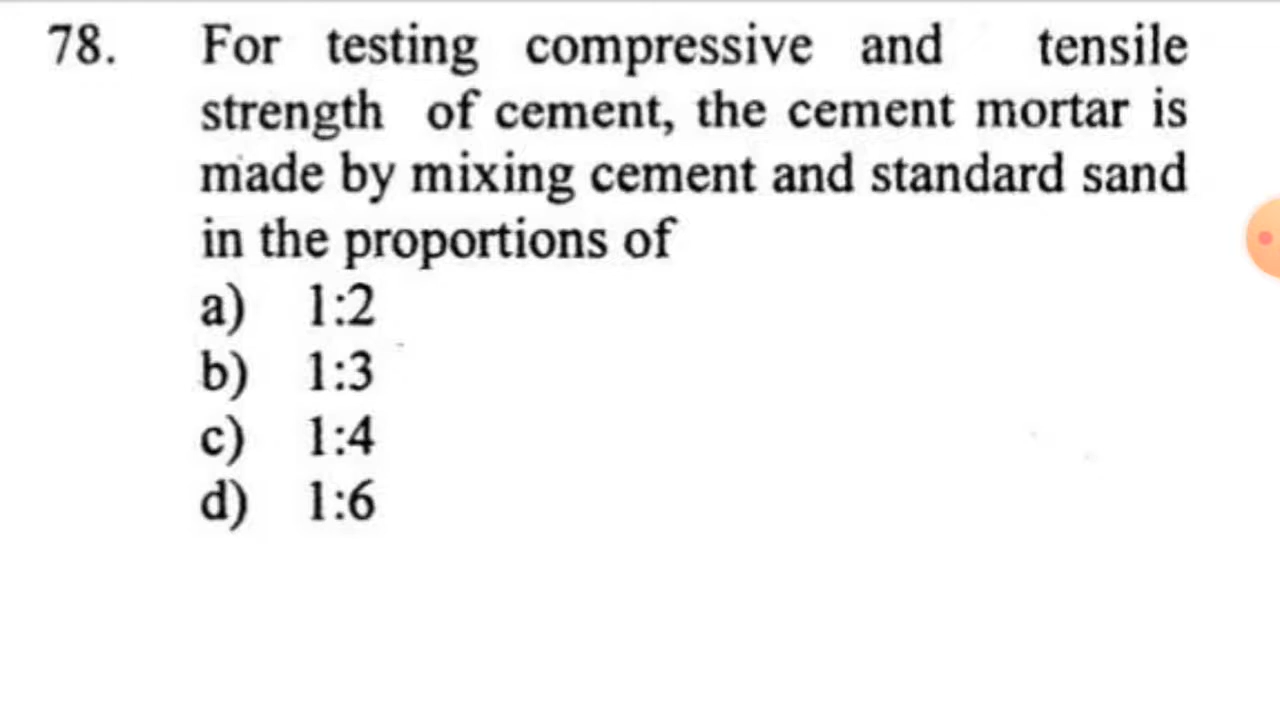 78. For testing compressive and tensile
strength of cement, the cement mortar is
made by mixing cement and standard sand
in the proportions of
a) 1:2
b) 1:3
c) 1:4
d) 1:6